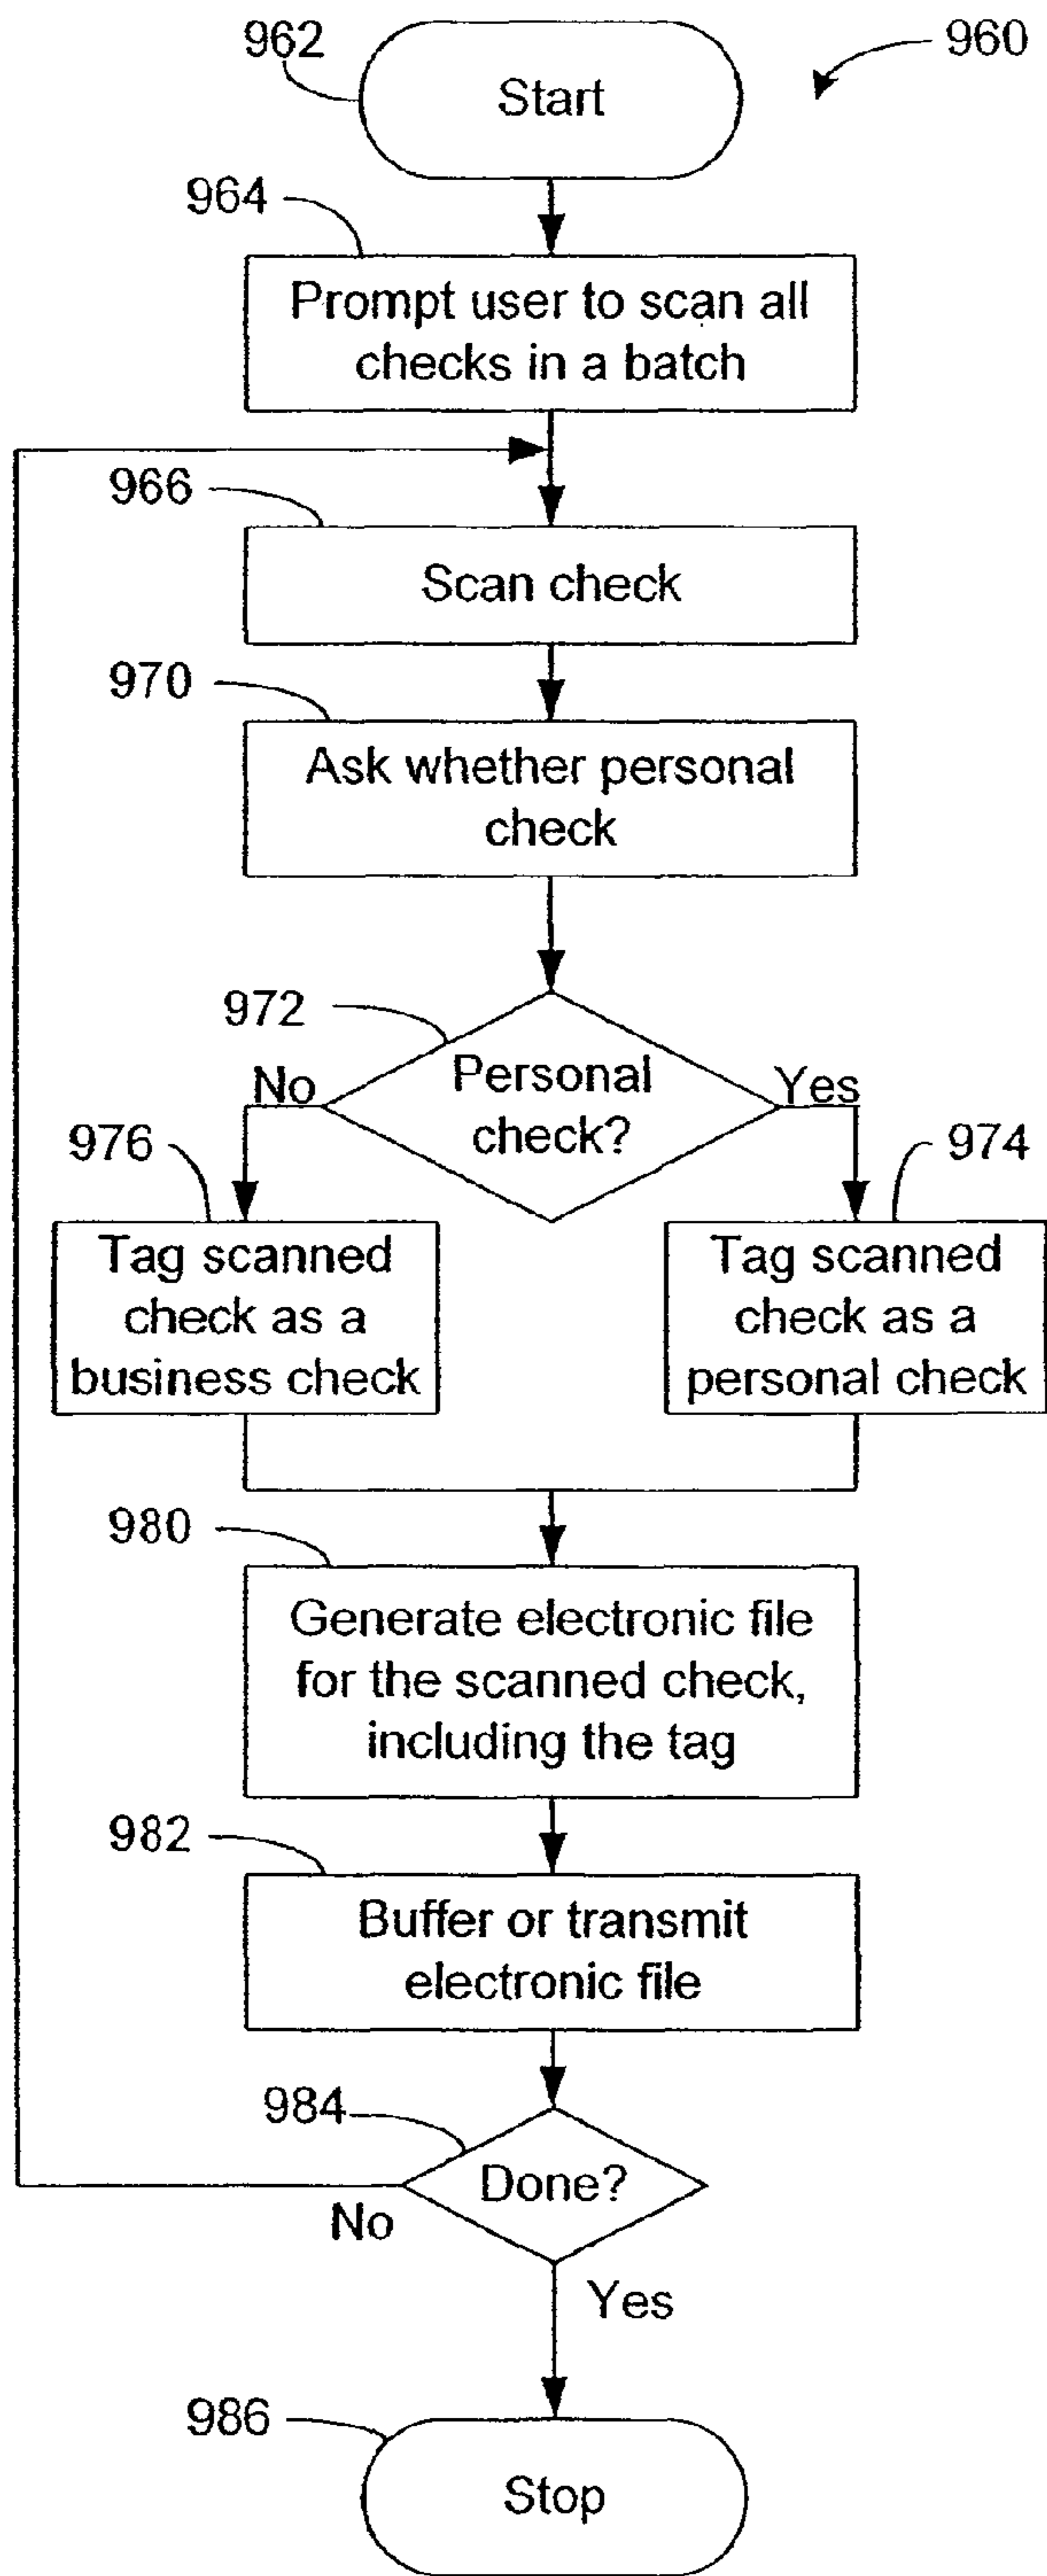 962
960
Start
964
Prompt user to scan all
checks in a batch
966
Scan check
970
Ask whether personal
check
972
Personal
check?
No
Yes
976
974
Tag scanned
check as a
business check
Tag scanned
check as a
personal check
980
Generate electronic file
for the scanned check,
including the tag
982
Buffer or transmit
electronic file
984
Done?
No
Yes
986
Stop